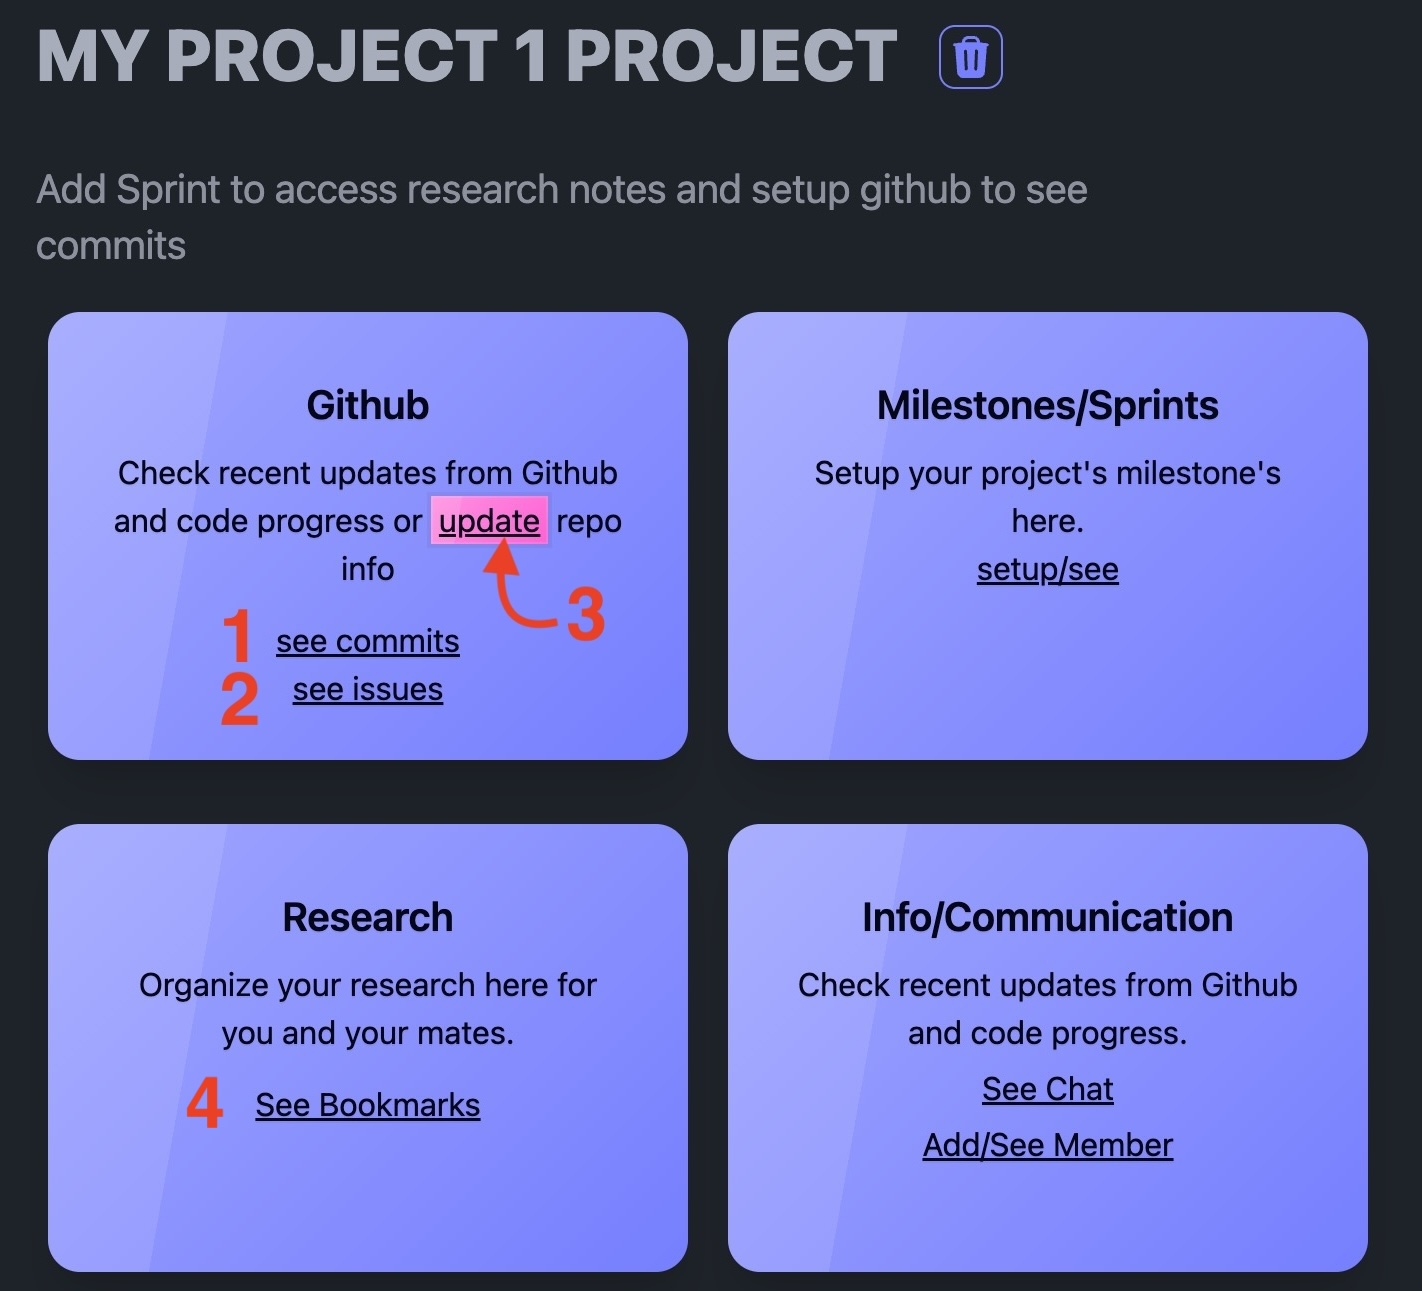 MY PROJECT 1 PROJECT
Add Sprint to access research notes and setup github to see
commits
Github
Check recent updates from Github
and code progress or update repo
info
3
1 see commits
2 see issues
Milestones/Sprints
Setup your project's milestone's
here.
setup/see
Research
Organize your research here for
you and your mates.
4 See Bookmarks
Info/Communication
Check recent updates from Github
and code progress.
See Chat
Add/See Member